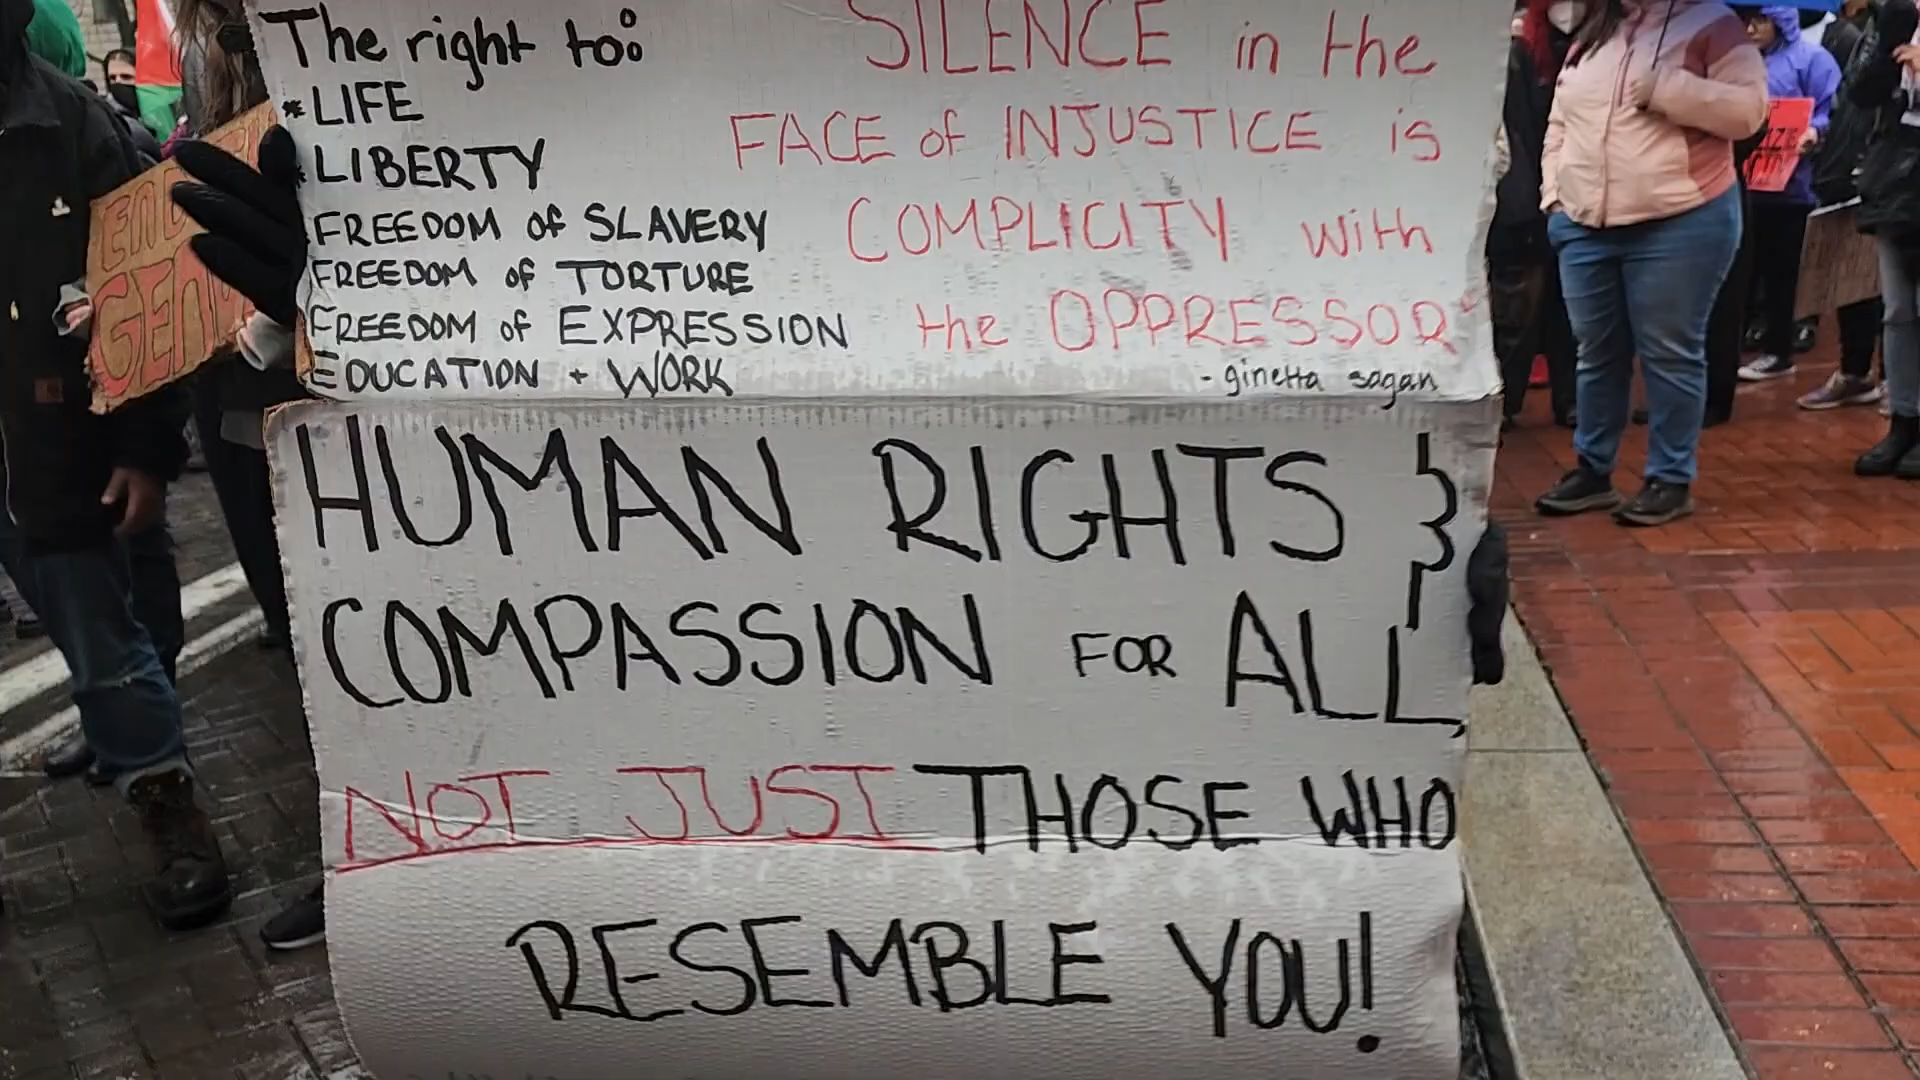 The right to:
*LIFE
*LIBERTY
FREEDOM of SLAVERY
FREEDOM of TORTURE
FREEDOM of EXPRESSION
EDUCATION + WORK
SILENCE in the
FACE of INJUSTICE is
COMPLICITY with
the OPPRESSOR
- ginetta sagan
HUMAN RIGHTS }
COMPASSION FOR ALL,
NOT JUST THOSE WHO
RESEMBLE YOU!
END